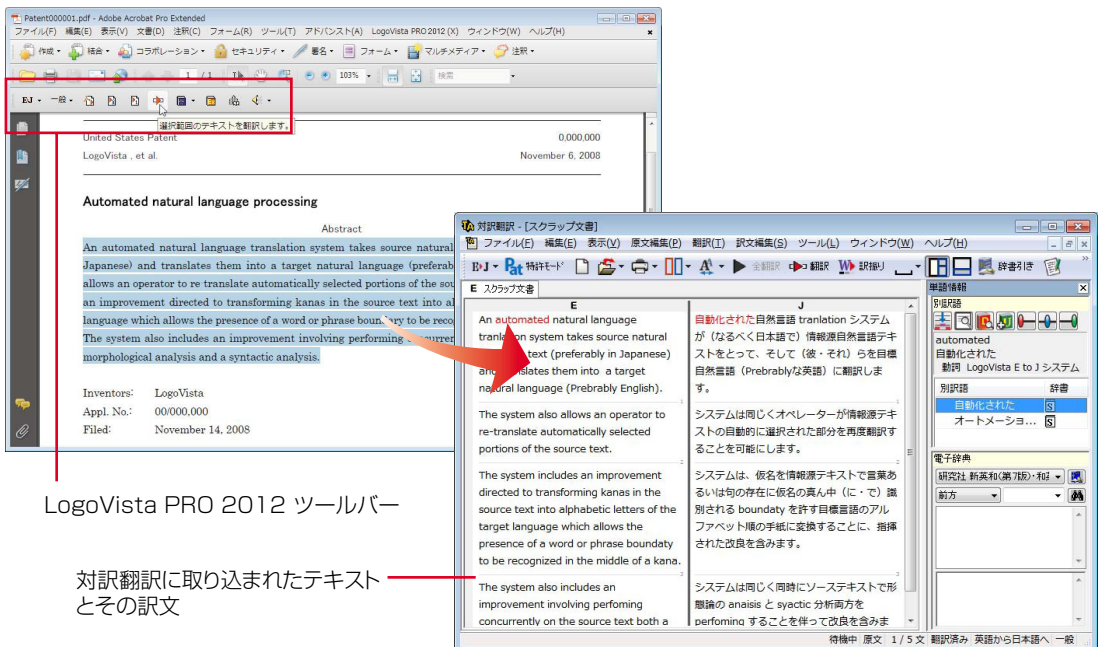 Patent000001.pdf - Adobe Acrobat Pro Extended
ファイル(F) 編集(E) 表示(V) 文書(D) 注釈(C) フォーム(R) ツール(T) アドバンスト(A) LogoVista PRO 2012 (X) ウィンドウ(W) ヘルプ(H)
作成 結合 コラボレーション セキュリティ 署名 フォーム マルチメディア 注釈
1 / 1 103% 検索
EJ 一般
選択範囲のテキストを翻訳します。
United States Patent 0,000,000
LogoVista , et al. November 6, 2008
Automated natural language processing
Abstract
An automated natural language translation system takes source natural
Japanese) and translates them into a target natural language (preferab
allows an operator to re translate automatically selected portions of the sou
an improvement directed to transforming kanas in the source text into al
language which allows the presence of a word or phrase boundary to be reco
The system also includes an improvement involving performing
morphological analysis and a syntactic analysis.
Inventors: LogoVista
Appl. No.: 00/000,000
Filed: November 14, 2008
LogoVista PRO 2012 ツールバー
対訳翻訳に取り込まれたテキスト
とその訳文
対訳翻訳 - [スクラップ文書]
ファイル(F) 編集(E) 表示(V) 原文編集(P) 翻訳(T) 訳文編集(S) ツール(L) ウィンドウ(W) ヘルプ(H)
E›J Pat 特許モード 全翻訳 翻訳 訳振り 辞書引き
E スクラップ文書
E
An automated natural language
system takes source natural
text (preferably in Japanese)
and translates them into a target
natural language (Prebrably English).
The system also allows an operator to
re-translate automatically selected
portions of the source text.
The system includes an improvement
directed to transforming kanas in the
source text into alphabetic letters of the
target language which allows the
presence of a word or phrase boundaty
to be recognized in the middle of a kana.
The system also includes an
improvement involving perfoming
concurrently on the source text both a
J
自動化された自然言語 tranlation システム
が（なるべく日本語で）情報源自然言語テキ
ストをとって、そして（彼・それ）らを目標
自然言語（Prebrablyな英語）に翻訳しま
す。
1
システムは同じくオペレーターが情報源テキ
ストの自動的に選択された部分を再度翻訳す
ることを可能にします。
2
システムは、仮名を情報源テキストで言葉あ
るいは句の存在に仮名の真ん中（に・で）識
別される boundaty を許す目標言語のアル
ファベット順の手紙に変換することに、指揮
された改良を含みます。
3
システムは同じく同時にソーステキストで形
態論の anaisis と syactic 分析両方を
perfoming することを伴って改良を含みま
単語情報
別訳語
automated
自動化された
動詞 LogoVista E to J システム
別訳語 辞書
自動化された S
オートメーショ... S
電子辞典
研究社 新英和(第7版)・和
前方
待機中 原文 1 / 5 文 翻訳済み 英語から日本語へ 一般